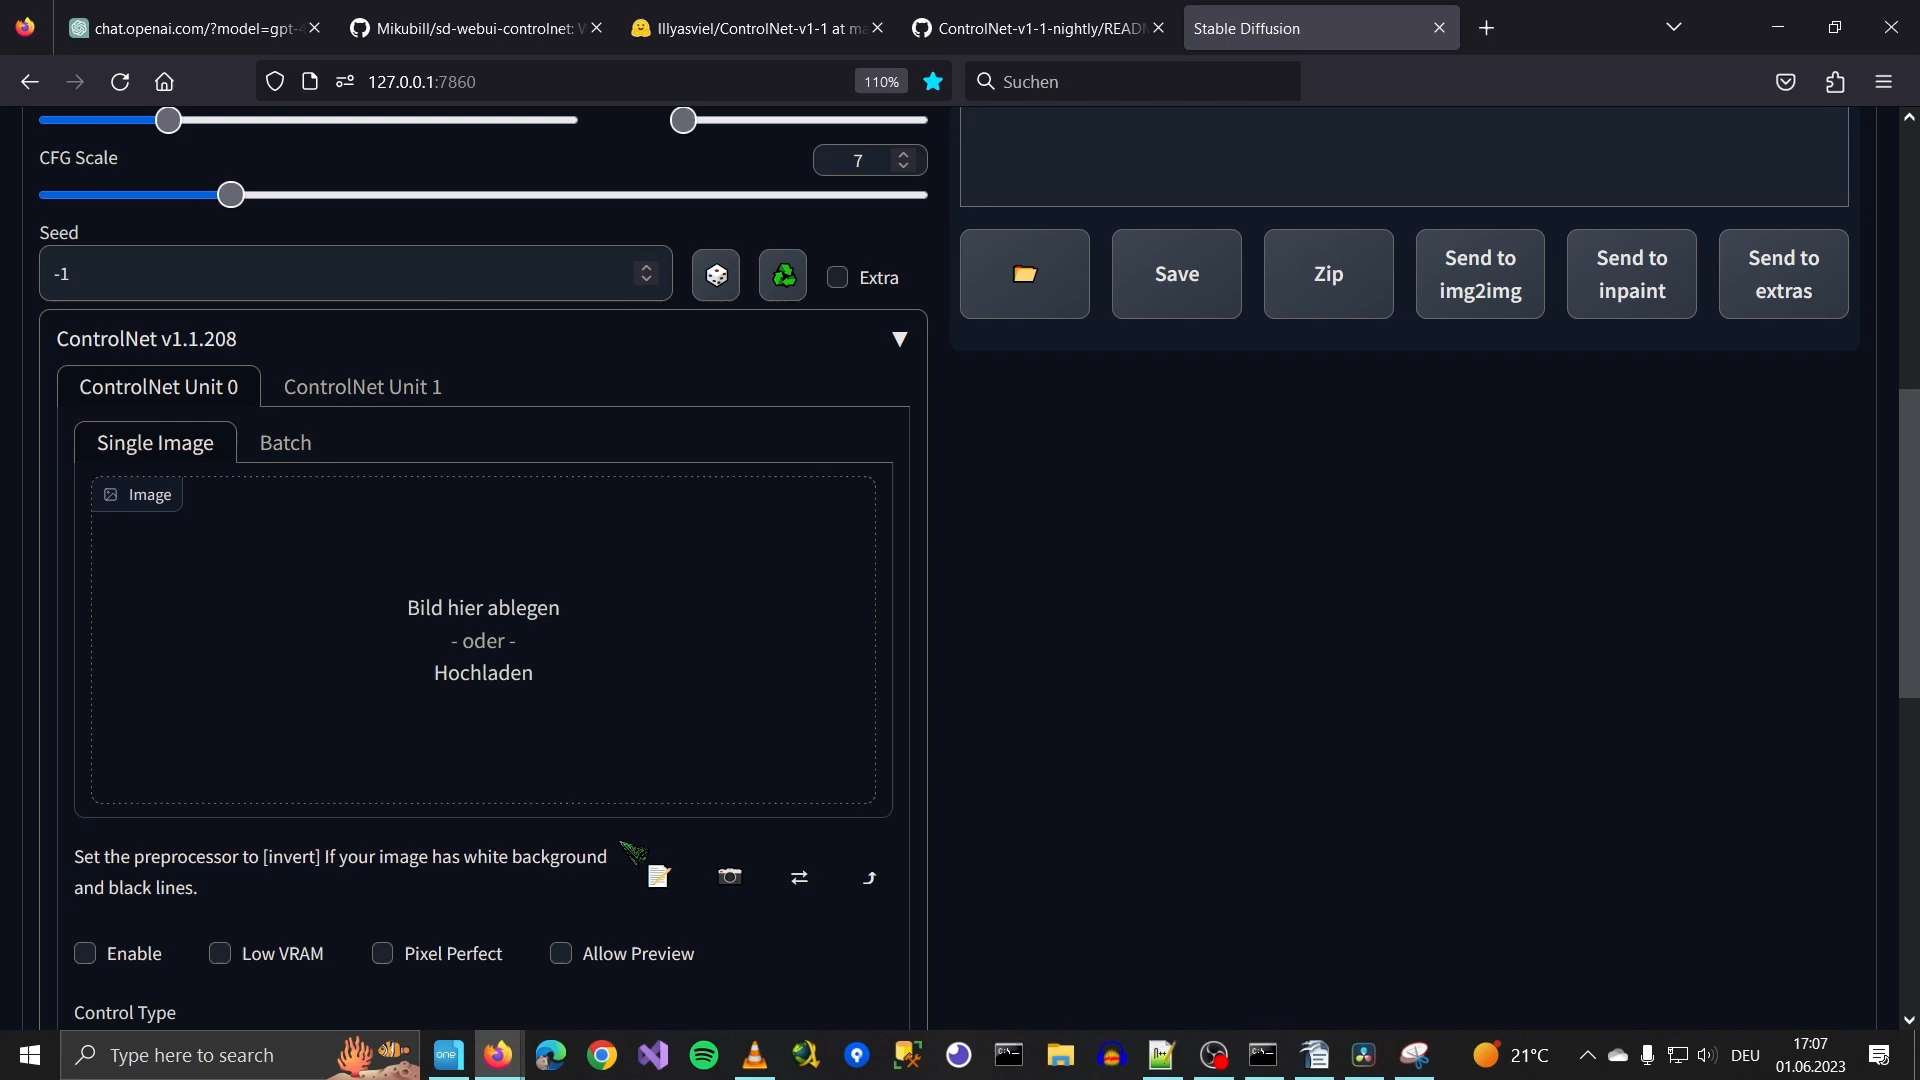 chat.openai.com/?model=gpt-4
Mikubill/sd-webui-controlnet: W
lllyasviel/ControlNet-v1-1 at ma
ControlNet-v1-1-nightly/READ
Stable Diffusion
127.0.0.1:7860
110%
Suchen
CFG Scale
7
Seed
-1
Extra
Save
Zip
Send to
img2img
Send to
inpaint
Send to
extras
ControlNet v1.1.208
ControlNet Unit 0
ControlNet Unit 1
Single Image
Batch
Image
Bild hier ablegen
- oder -
Hochladen
Set the preprocessor to [invert] If your image has white background
and black lines.
Enable
Low VRAM
Pixel Perfect
Allow Preview
Control Type
Type here to search
one
21°C
DEU
17:07
01.06.2023